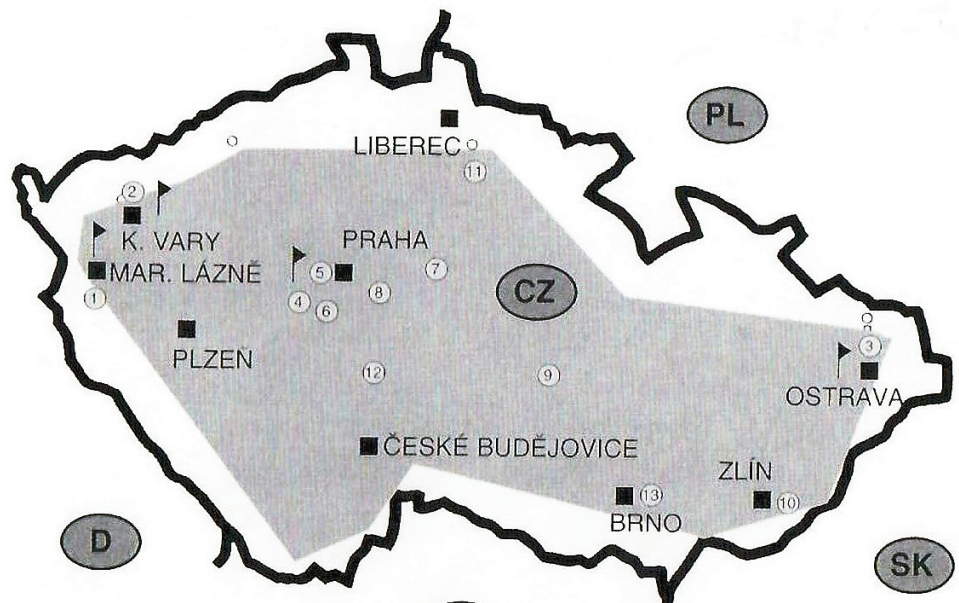 PL
LIBEREC
11
2
K. VARY
PRAHA
MAR. LÁZNĚ
5
7
8
CZ
1
4
6
3
PLZEŇ
12
9
OSTRAVA
ČESKÉ BUDĚJOVICE
ZLÍN
13
10
BRNO
D
SK